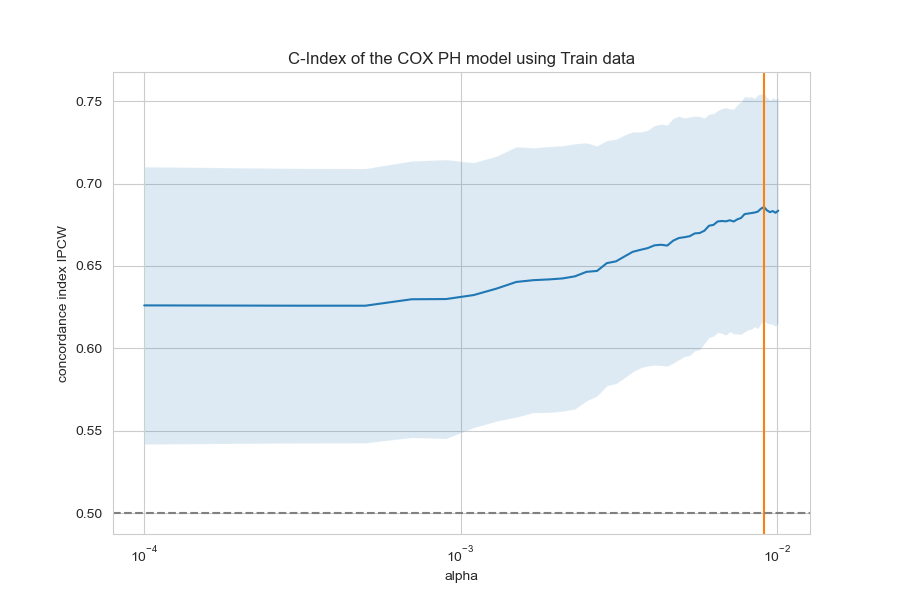 C-Index of the COX PH model using Train data
concordance index IPCW
0.75
0.70
0.65
0.60
0.55
0.50
10⁻⁴ 10⁻³ 10⁻²
alpha